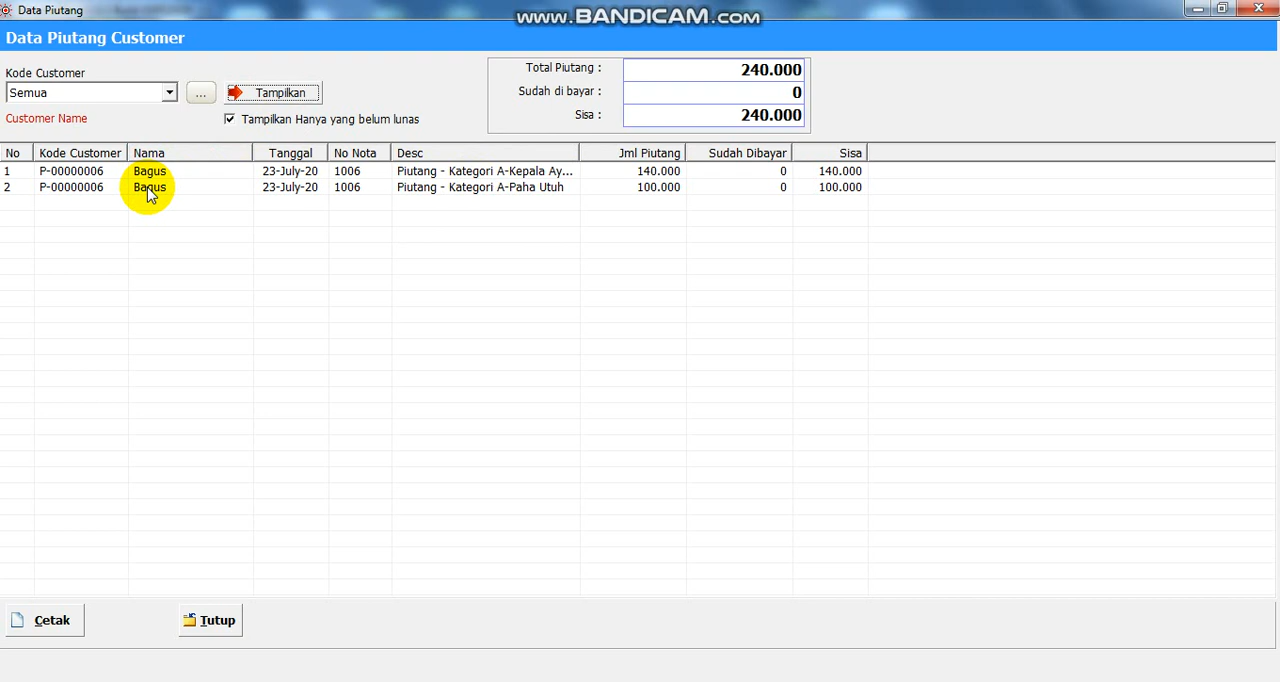 Data Piutang
www.BANDICAM.com
Data Piutang Customer
Kode Customer
Semua
...
Tampilkan
Customer Name
Tampilkan Hanya yang belum lunas
Total Piutang : 240.000
Sudah di bayar : 0
Sisa : 240.000
No Kode Customer Nama Tanggal No Nota Desc Jml Piutang Sudah Dibayar Sisa
1 P-00000006 Bagus 23-July-20 1006 Piutang - Kategori A-Kepala Ay... 140.000 0 140.000
2 P-00000006 Bagus 23-July-20 1006 Piutang - Kategori A-Paha Utuh 100.000 0 100.000
Cetak
Tutup